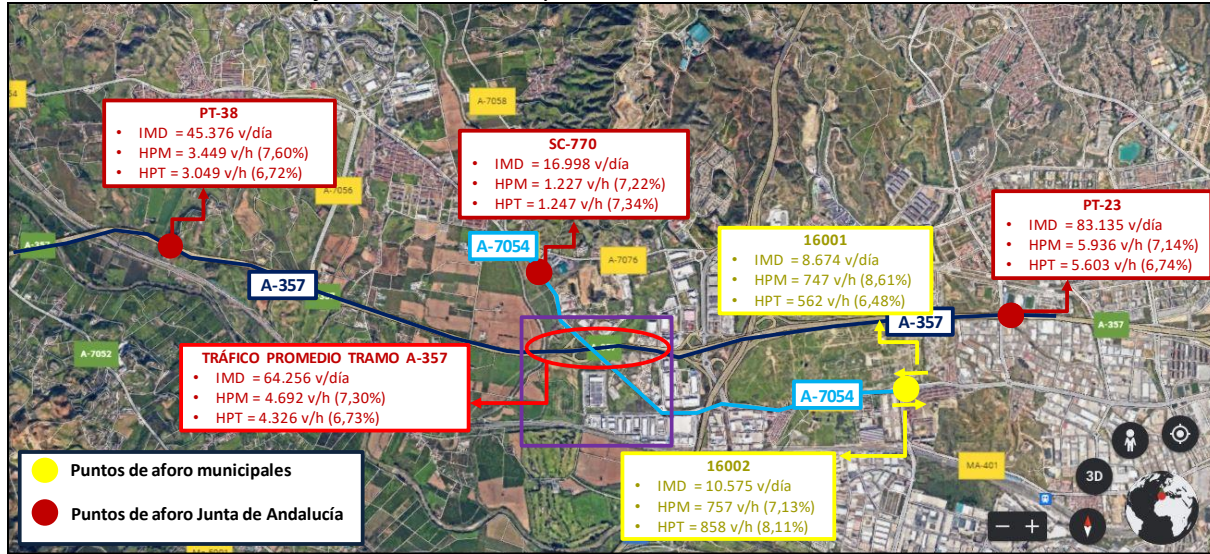 A-7058
PT-38
• IMD = 45.376 v/día
• HPM = 3.449 v/h (7,60%)
• HPT = 3.049 v/h (6,72%)
SC-770
• IMD = 16.998 v/día
• HPM = 1.227 v/h (7,22%)
• HPT = 1.247 v/h (7,34%)
A-7056
PT-23
• IMD = 83.135 v/día
• HPM = 5.936 v/h (7,14%)
• HPT = 5.603 v/h (6,74%)
A-357
A-7054
A-7076
16001
• IMD = 8.674 v/día
• HPM = 747 v/h (8,61%)
• HPT = 562 v/h (6,48%)
A-357
A-357
A-357
A-7052
TRÁFICO PROMEDIO TRAMO A-357
• IMD = 64.256 v/día
• HPM = 4.692 v/h (7,30%)
• HPT = 4.326 v/h (6,73%)
A-7054
16002
• IMD = 10.575 v/día
• HPM = 757 v/h (7,13%)
• HPT = 858 v/h (8,11%)
MA-401
3D
Puntos de aforo municipales
Puntos de aforo Junta de Andalucía